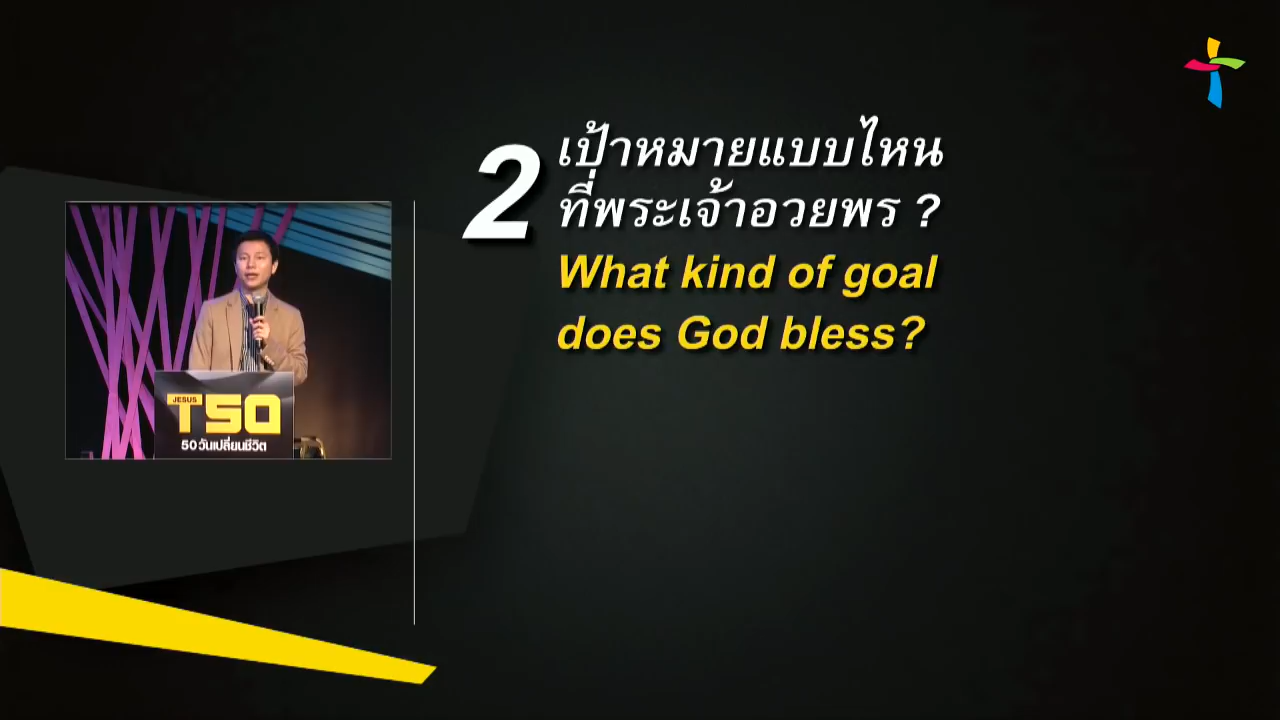 2
เป้าหมายแบบไหน
ที่พระเจ้าอวยพร ?
What kind of goal
does God bless?
JESUS
T50
50 วันเปลี่ยนชีวิต